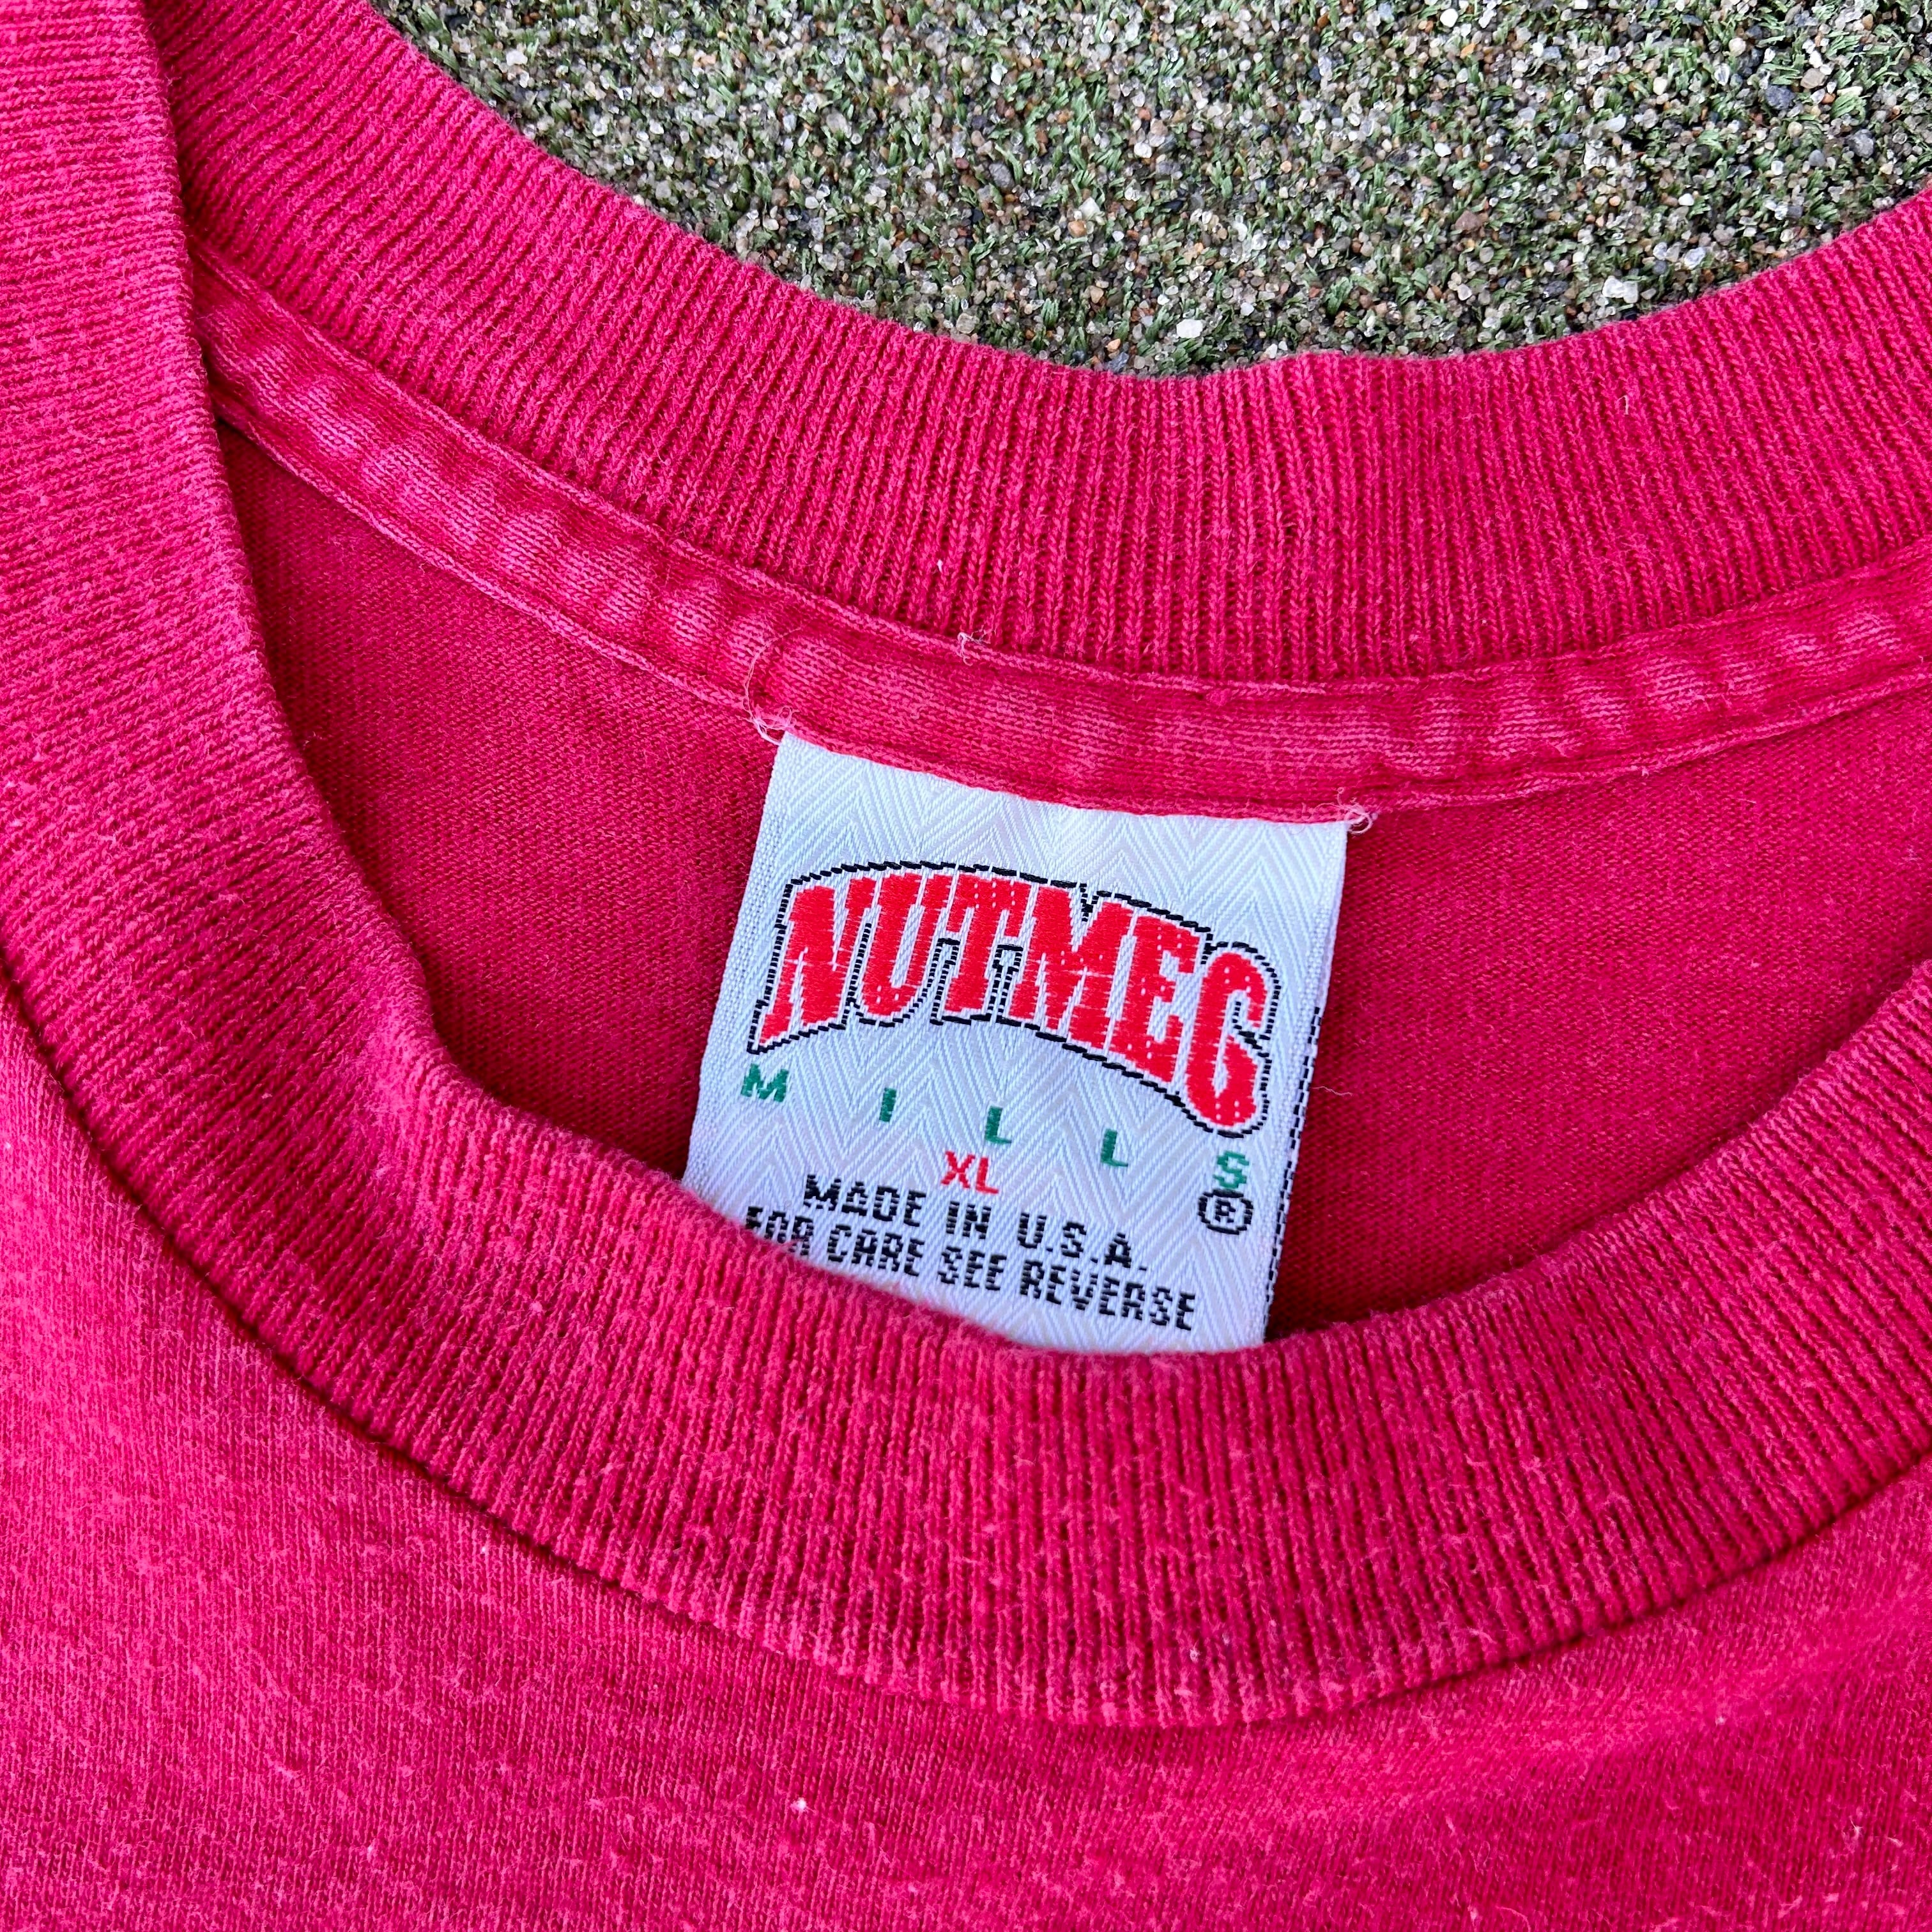 NUTMEG
MILLS
XL
®
MADE IN U.S.A.
FOR CARE SEE REVERSE